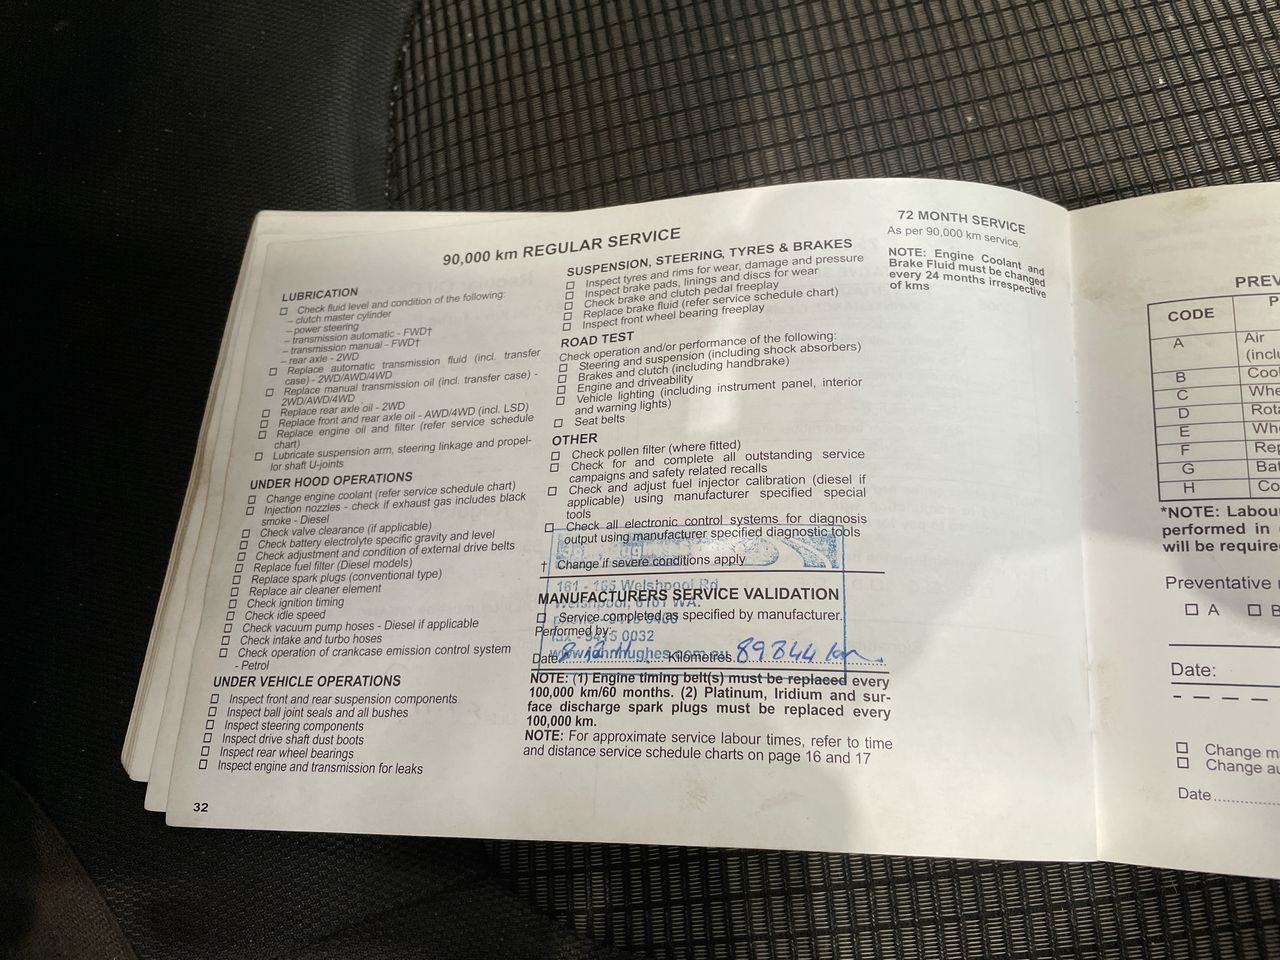 90,000 km REGULAR SERVICE
LUBRICATION
Check fluid level and condition of the following:
– clutch master cylinder
– power steering
– transmission automatic - FWD†
– transmission manual - FWD†
– rear axle - 2WD
Replace automatic transmission fluid (incl. transfer
case) - 2WD/AWD/4WD
Replace manual transmission oil (incl. transfer case) -
2WD/AWD/4WD
Replace rear axle oil - 2WD
Replace front and rear axle oil - AWD/4WD (incl. LSD)
Replace engine oil and filter (refer service schedule
chart)
Lubricate suspension arm, steering linkage and propel-
lor shaft U-joints
UNDER HOOD OPERATIONS
Change engine coolant (refer service schedule chart)
Injection nozzles - check if exhaust gas includes black
smoke - Diesel
Check valve clearance (if applicable)
Check battery electrolyte specific gravity and level
Check adjustment and condition of external drive belts
Replace fuel filter (Diesel models)
Replace spark plugs (conventional type)
Replace air cleaner element
Check ignition timing
Check idle speed
Check vacuum pump hoses - Diesel if applicable
Check intake and turbo hoses
Check operation of crankcase emission control system
- Petrol
UNDER VEHICLE OPERATIONS
Inspect front and rear suspension components
Inspect ball joint seals and all bushes
Inspect steering components
Inspect drive shaft dust boots
Inspect rear wheel bearings
Inspect engine and transmission for leaks
32
SUSPENSION, STEERING, TYRES & BRAKES
Inspect tyres and rims for wear, damage and pressure
Inspect brake pads, linings and discs for wear
Check brake and clutch pedal freeplay
Replace brake fluid (refer service schedule chart)
Inspect front wheel bearing freeplay
ROAD TEST
Check operation and/or performance of the following:
Steering and suspension (including shock absorbers)
Brakes and clutch (including handbrake)
Engine and driveability
Vehicle lighting (including instrument panel, interior
and warning lights)
Seat belts
OTHER
Check pollen filter (where fitted)
Check for and complete all outstanding service
campaigns and safety related recalls
Check and adjust fuel injector calibration (diesel if
applicable) using manufacturer specified special
tools
Check all electronic control systems for diagnosis
output using manufacturer specified diagnostic tools
† Change if severe conditions apply
161 - 165 Welshpool Rd
MANUFACTURERS SERVICE VALIDATION
Welshpool, 6161 WA.
Service completed as specified by manufacturer.
Performed by:
fax - 9415 0032
www.johnhughes.com.au
Date Kilometres 89844 km
NOTE: (1) Engine timing belt(s) must be replaced every
100,000 km/60 months. (2) Platinum, Iridium and sur-
face discharge spark plugs must be replaced every
100,000 km.
NOTE: For approximate service labour times, refer to time
and distance service schedule charts on page 16 and 17
72 MONTH SERVICE
As per 90,000 km service.
NOTE: Engine Coolant and
Brake Fluid must be changed
every 24 months irrespective
of kms
PREV
CODE P
A Air
(inclu
B Cool
C Whe
D Rota
E Whe
F Rep
G Bat
H Co
*NOTE: Labou
performed in
will be require
Preventative
A B
Date:
Change m
Change au
Date